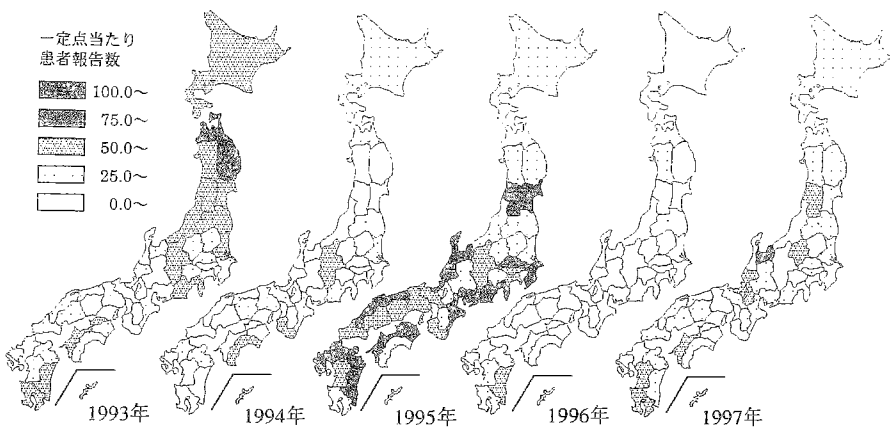 一定点当たり
患者報告数
100.0～
75.0～
50.0～
25.0～
0.0～
1993年
1994年
1995年
1996年
1997年